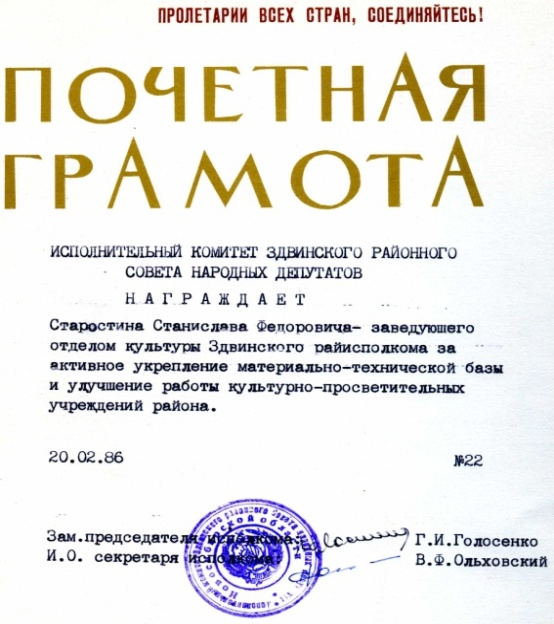 ПРОЛЕТАРИИ ВСЕХ СТРАН, СОЕДИНЯЙТЕСЬ!
ПОЧЕТНАЯ
ГРАМОТА
ИСПОЛНИТЕЛЬНЫЙ КОМИТЕТ ЗДВИНСКОГО РАЙОННОГО
СОВЕТА НАРОДНЫХ ДЕПУТАТОВ
Н А Г Р А Ж Д А Е Т
Старостина Станислава Федоровича- заведуюшего
отделом культуры Здвинского райисполкома за
активное укрепление материально-технической базы
и улучшение работы культурно-просветительных
учреждений района.
20.02.86 №22
Зам.председателя исполкома: Г.И.Голосенко
И.О. секретаря исполкома: В.Ф.Ольховский